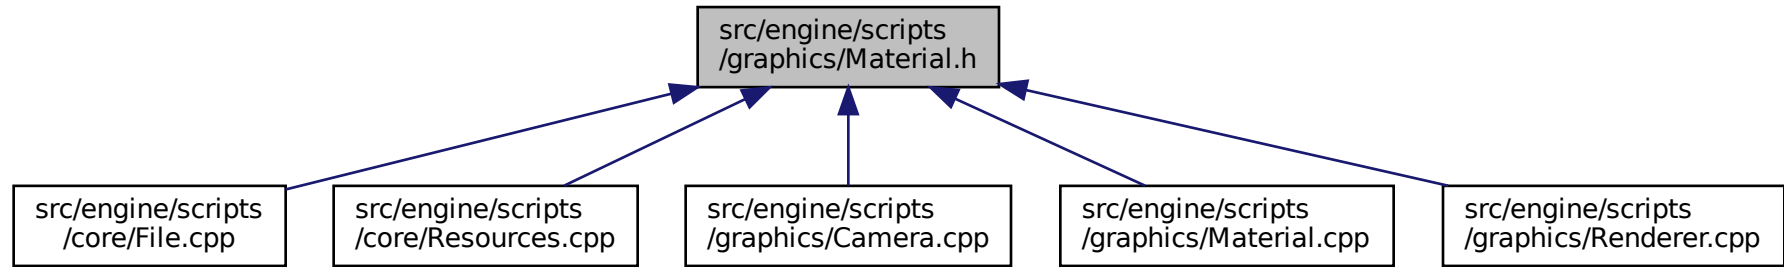 src/engine/scripts
/graphics/Material.h
src/engine/scripts
/core/File.cpp
src/engine/scripts
/core/Resources.cpp
src/engine/scripts
/graphics/Camera.cpp
src/engine/scripts
/graphics/Material.cpp
src/engine/scripts
/graphics/Renderer.cpp